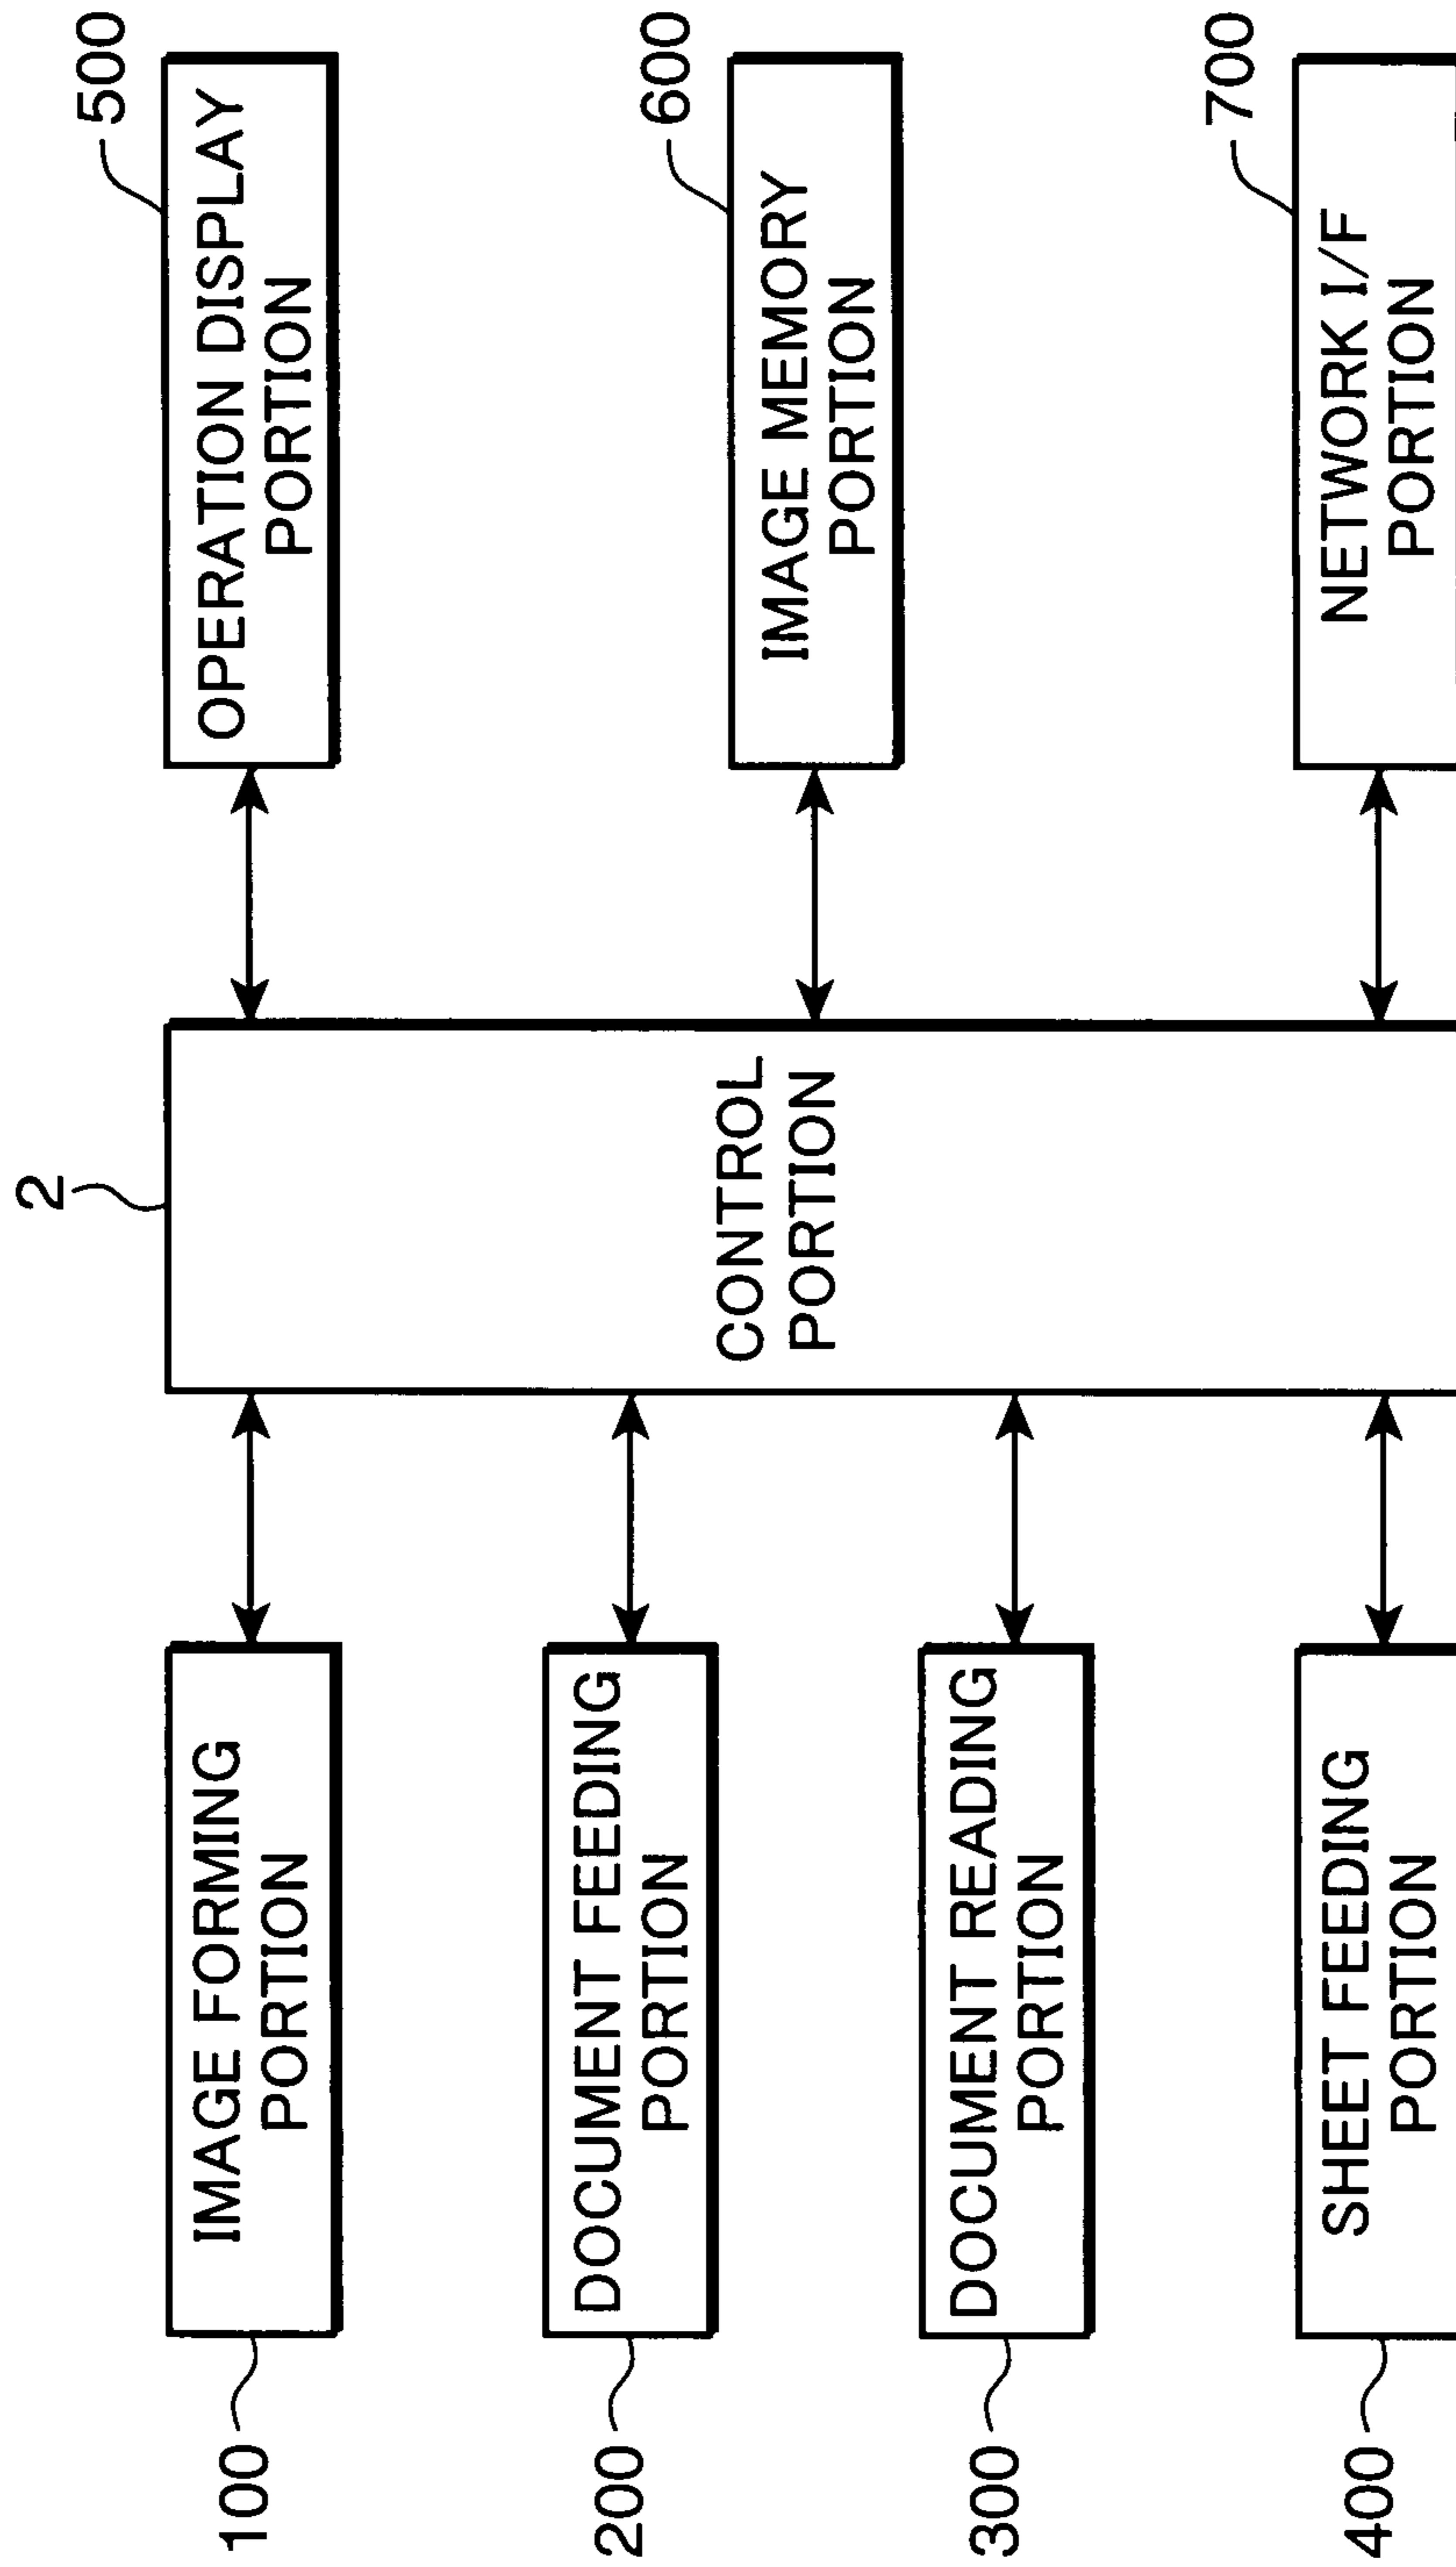 2
100
IMAGE FORMING
PORTION
200
DOCUMENT FEEDING
PORTION
300
DOCUMENT READING
PORTION
400
SHEET FEEDING
PORTION
CONTROL
PORTION
500
OPERATION DISPLAY
PORTION
600
IMAGE MEMORY
PORTION
700
NETWORK I/F
PORTION